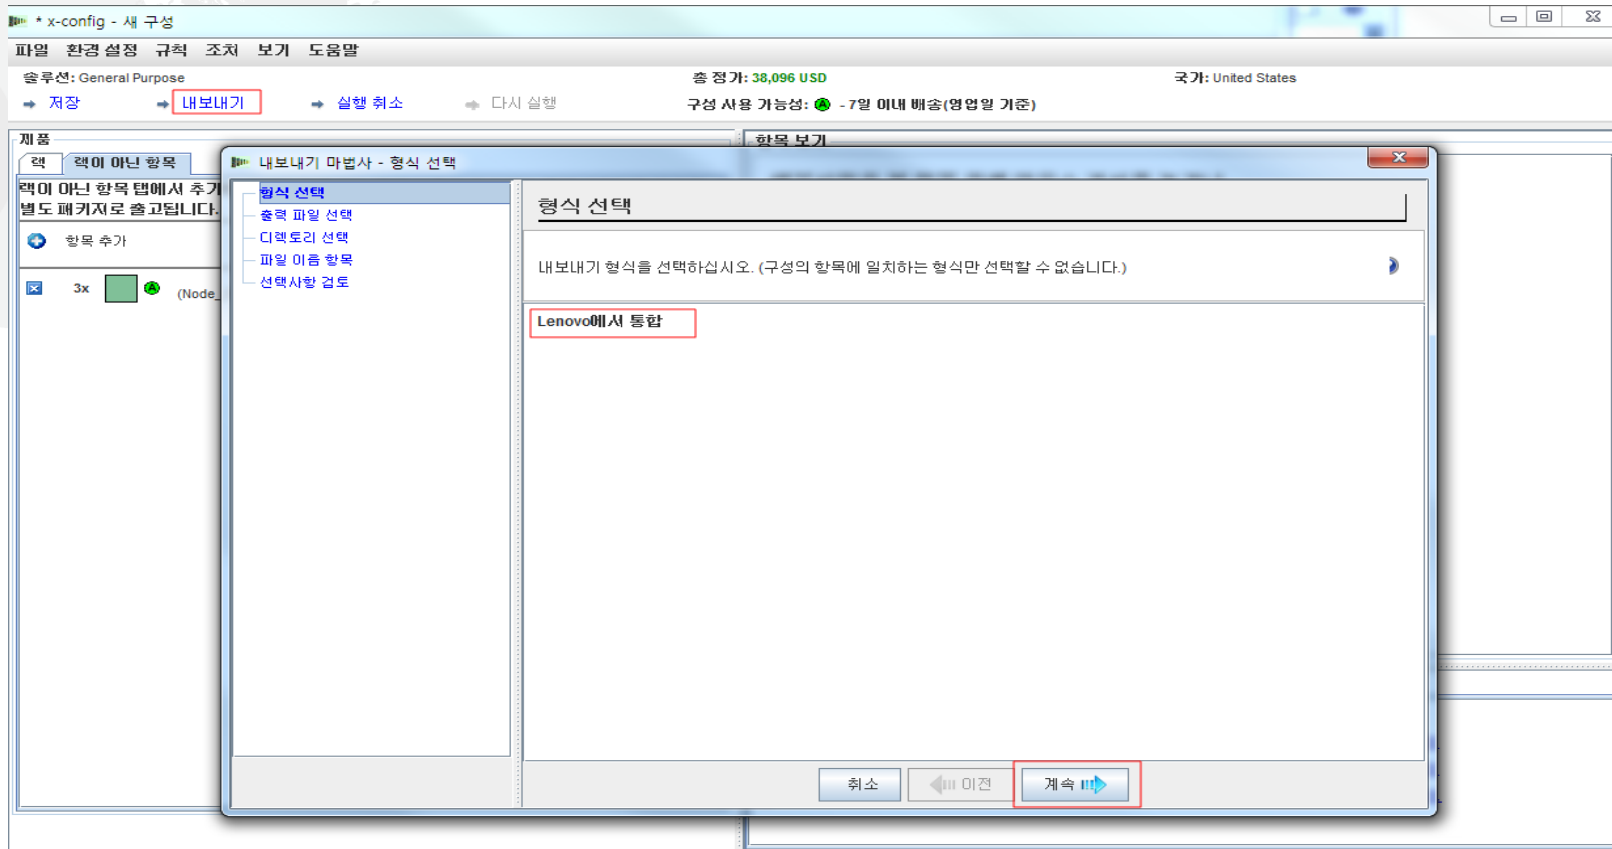 * x-config - 새 구성
파일 환경 설정 규칙 조치 보기 도움말
솔루션: General Purpose 총 정가: 38,096 USD 국가: United States
저장 내보내기 실행 취소 다시 실행 구성 사용 가능성: A - 7일 이내 배송(영업일 기준)
제품
항목 보기
랙 랙이 아닌 항목
랙이 아닌 항목 탭에서 추가
별도 패키지로 출고됩니다.
항목 추가
3x A (Node_
내보내기 마법사 - 형식 선택
형식 선택
출력 파일 선택
디렉토리 선택
파일 이음 항목
선택사항 검토
형식 선택
내보내기 형식을 선택하십시오. (구성의 항목에 일치하는 형식만 선택할 수 없습니다.)
Lenovo에서 통합
취소 이전 계속